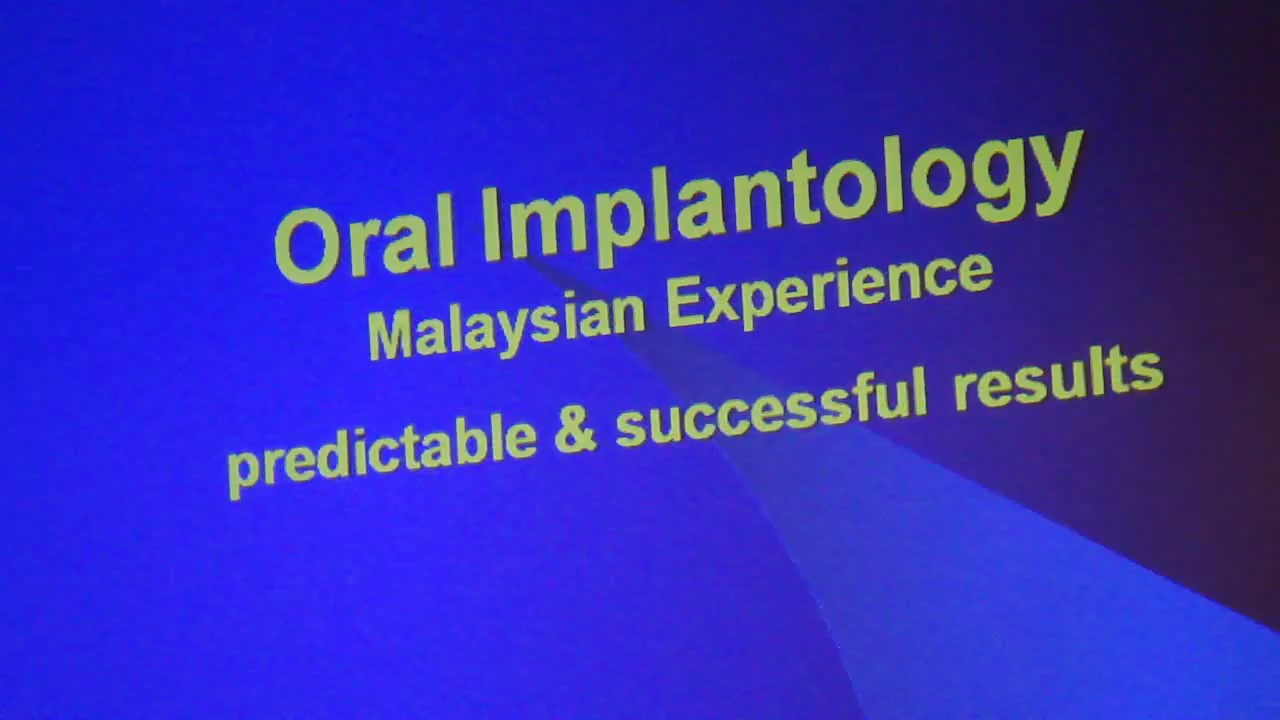 Oral Implantology
Malaysian Experience
predictable & successful results